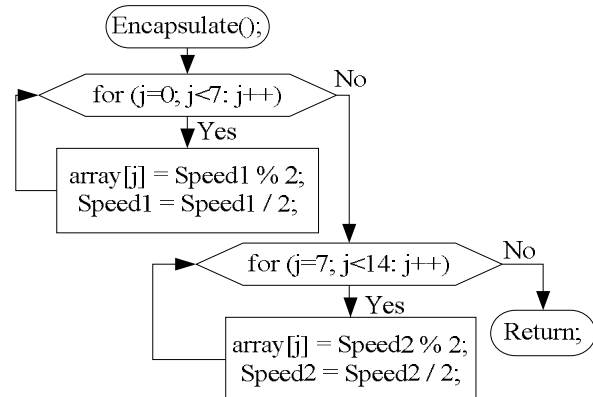 Encapsulate();
for (j=0; j<7: j++)
No
Yes
array[j] = Speed1 % 2;
Speed1 = Speed1 / 2;
for (j=7; j<14: j++)
No
Yes
array[j] = Speed2 % 2;
Speed2 = Speed2 / 2;
Return;